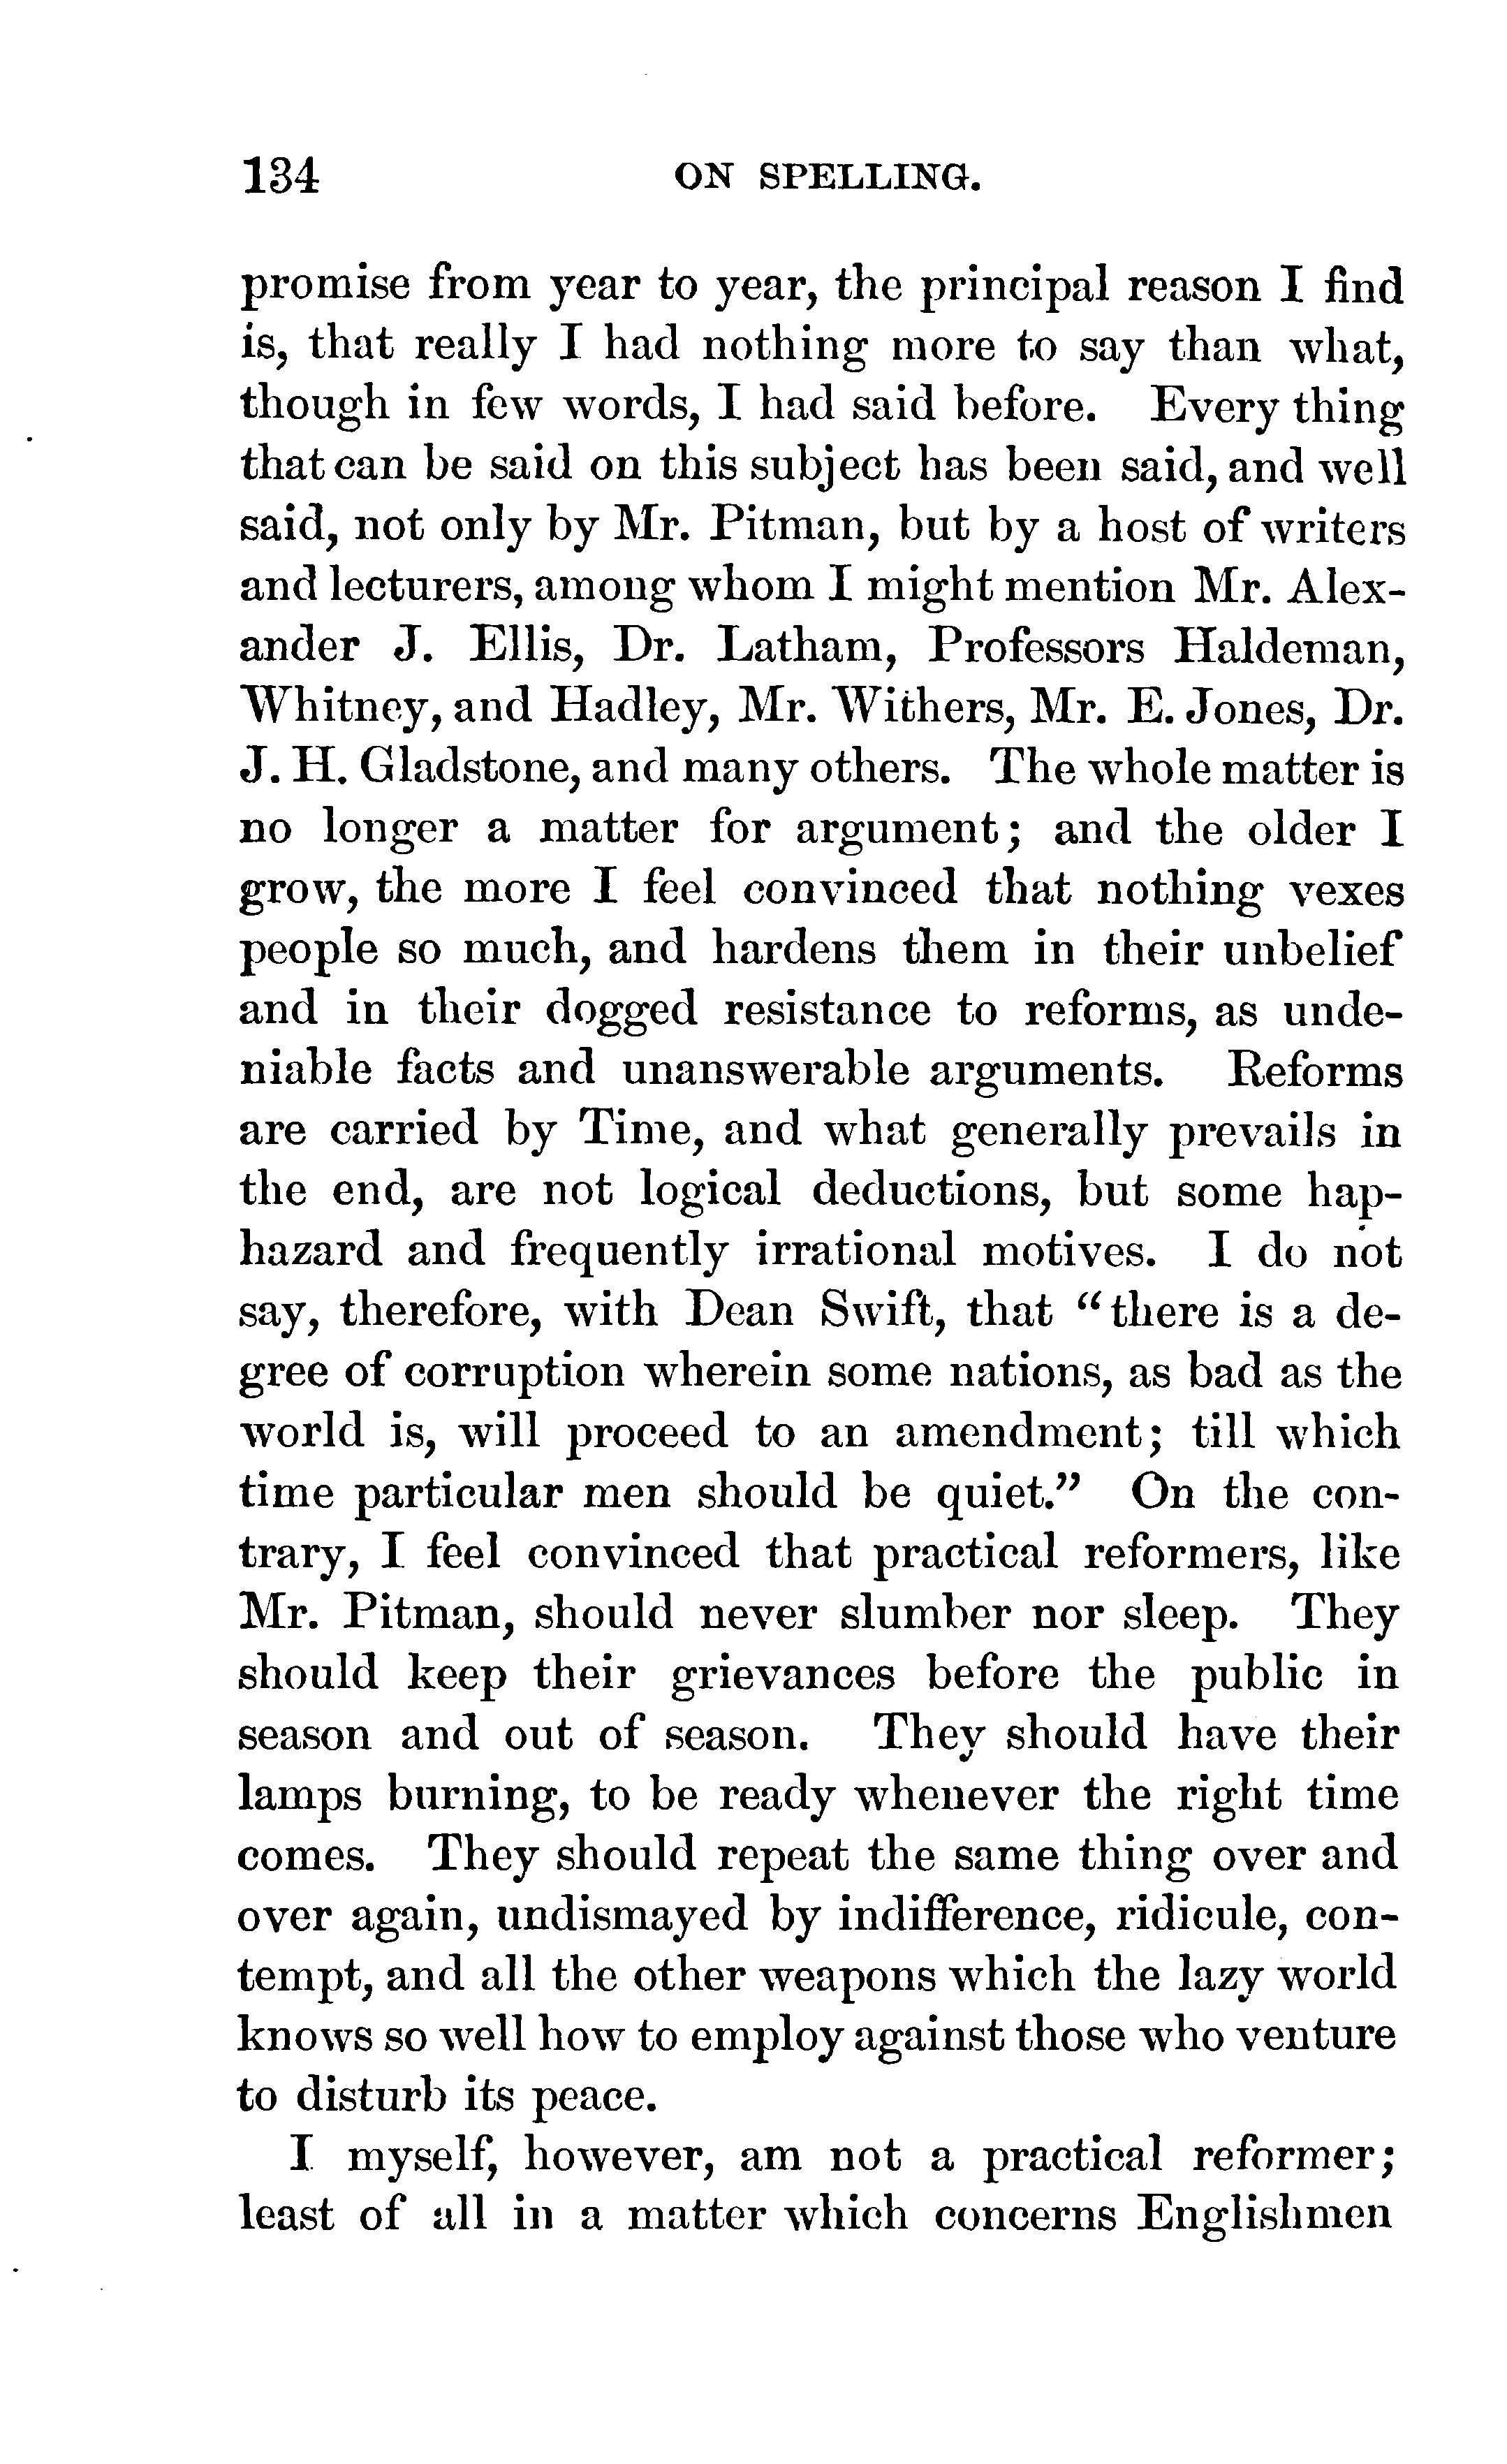 134 ON SPELLING.
promise from year to year, the principal reason I find
is, that really I had nothing more to say than what,
though in few words, I had said before. Every thing
that can be said on this subject has been said, and well
said, not only by Mr. Pitman, but by a host of writers
and lecturers, among whom I might mention Mr. Alex-
ander J. Ellis, Dr. Latham, Professors Haldeman,
Whitney, and Hadley, Mr. Withers, Mr. E. Jones, Dr.
J. H. Gladstone, and many others. The whole matter is
no longer a matter for argument; and the older I
grow, the more I feel convinced that nothing vexes
people so much, and hardens them in their unbelief
and in their dogged resistance to reforms, as unde-
niable facts and unanswerable arguments. Reforms
are carried by Time, and what generally prevails in
the end, are not logical deductions, but some hap-
hazard and frequently irrational motives. I do not
say, therefore, with Dean Swift, that “there is a de-
gree of corruption wherein some nations, as bad as the
world is, will proceed to an amendment; till which
time particular men should be quiet.” On the con-
trary, I feel convinced that practical reformers, like
Mr. Pitman, should never slumber nor sleep. They
should keep their grievances before the public in
season and out of season. They should have their
lamps burning, to be ready whenever the right time
comes. They should repeat the same thing over and
over again, undismayed by indifference, ridicule, con-
tempt, and all the other weapons which the lazy world
knows so well how to employ against those who venture
to disturb its peace.
I myself, however, am not a practical reformer;
least of all in a matter which concerns Englishmen